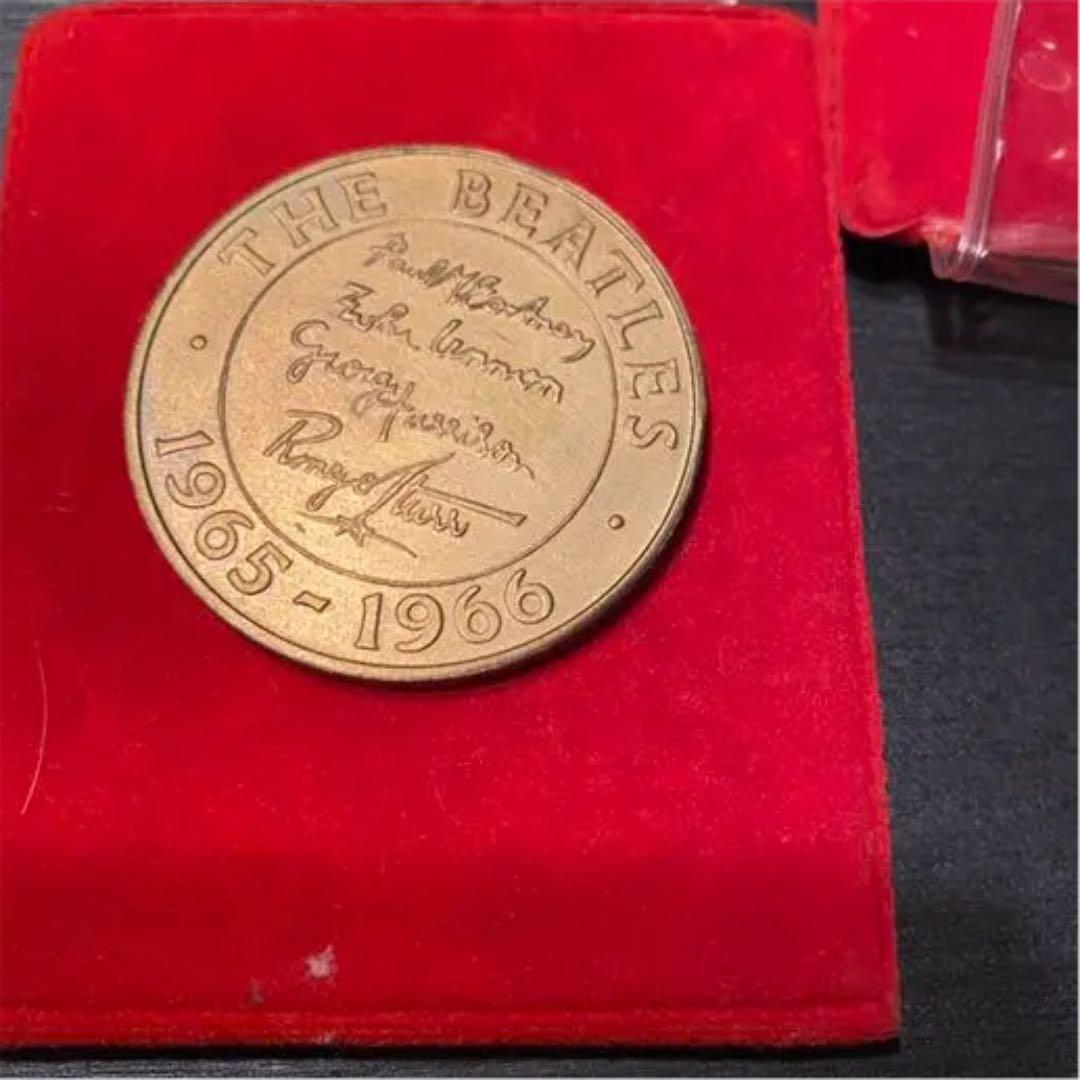 THE BEATLES
Paul McCartney
John Lennon
George Harrison
Ringo Starr
1965-1966